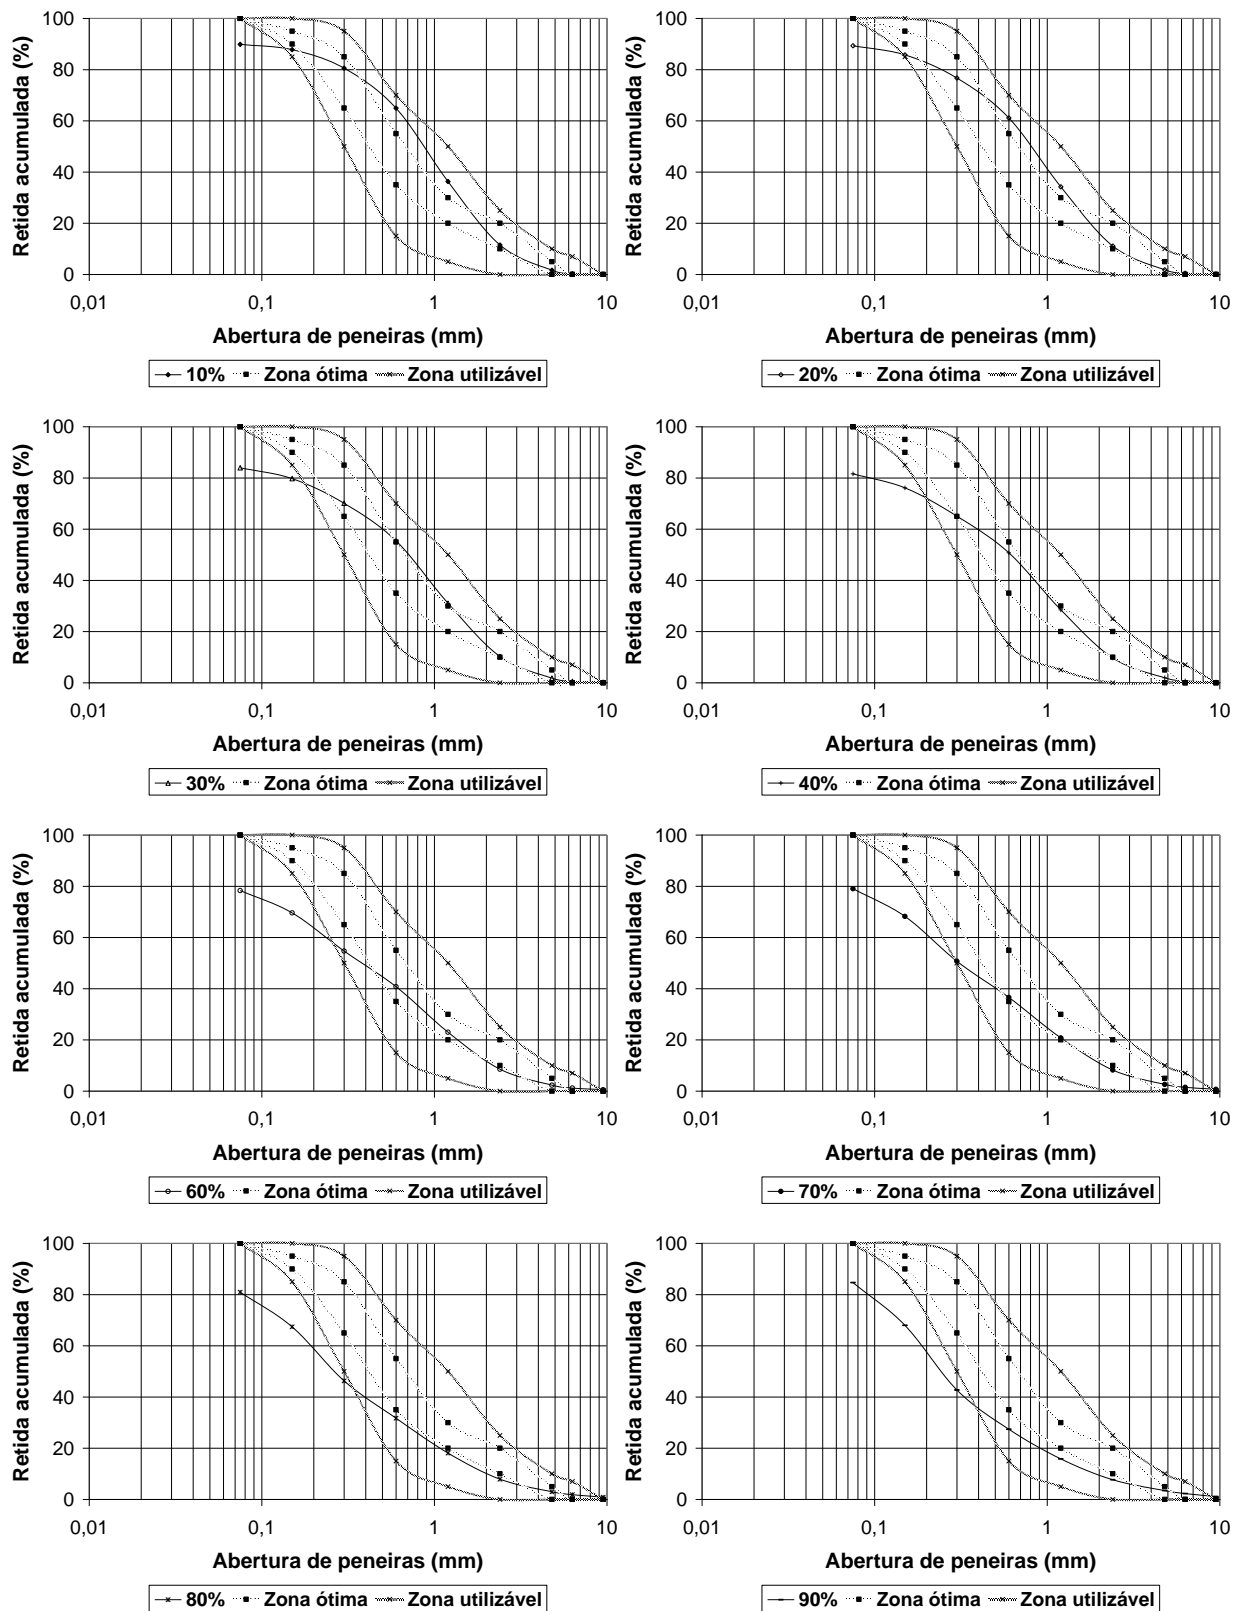 Retida acumulada (%)
100
80
60
40
20
0
0,01 0,1 1 10
Abertura de peneiras (mm)
10% Zona ótima Zona utilizável
Retida acumulada (%)
100
80
60
40
20
0
0,01 0,1 1 10
Abertura de peneiras (mm)
20% Zona ótima Zona utilizável
Retida acumulada (%)
100
80
60
40
20
0
0,01 0,1 1 10
Abertura de peneiras (mm)
30% Zona ótima Zona utilizável
Retida acumulada (%)
100
80
60
40
20
0
0,01 0,1 1 10
Abertura de peneiras (mm)
40% Zona ótima Zona utilizável
Retida acumulada (%)
100
80
60
40
20
0
0,01 0,1 1 10
Abertura de peneiras (mm)
60% Zona ótima Zona utilizável
Retida acumulada (%)
100
80
60
40
20
0
0,01 0,1 1 10
Abertura de peneiras (mm)
70% Zona ótima Zona utilizável
Retida acumulada (%)
100
80
60
40
20
0
0,01 0,1 1 10
Abertura de peneiras (mm)
80% Zona ótima Zona utilizável
Retida acumulada (%)
100
80
60
40
20
0
0,01 0,1 1 10
Abertura de peneiras (mm)
90% Zona ótima Zona utilizável